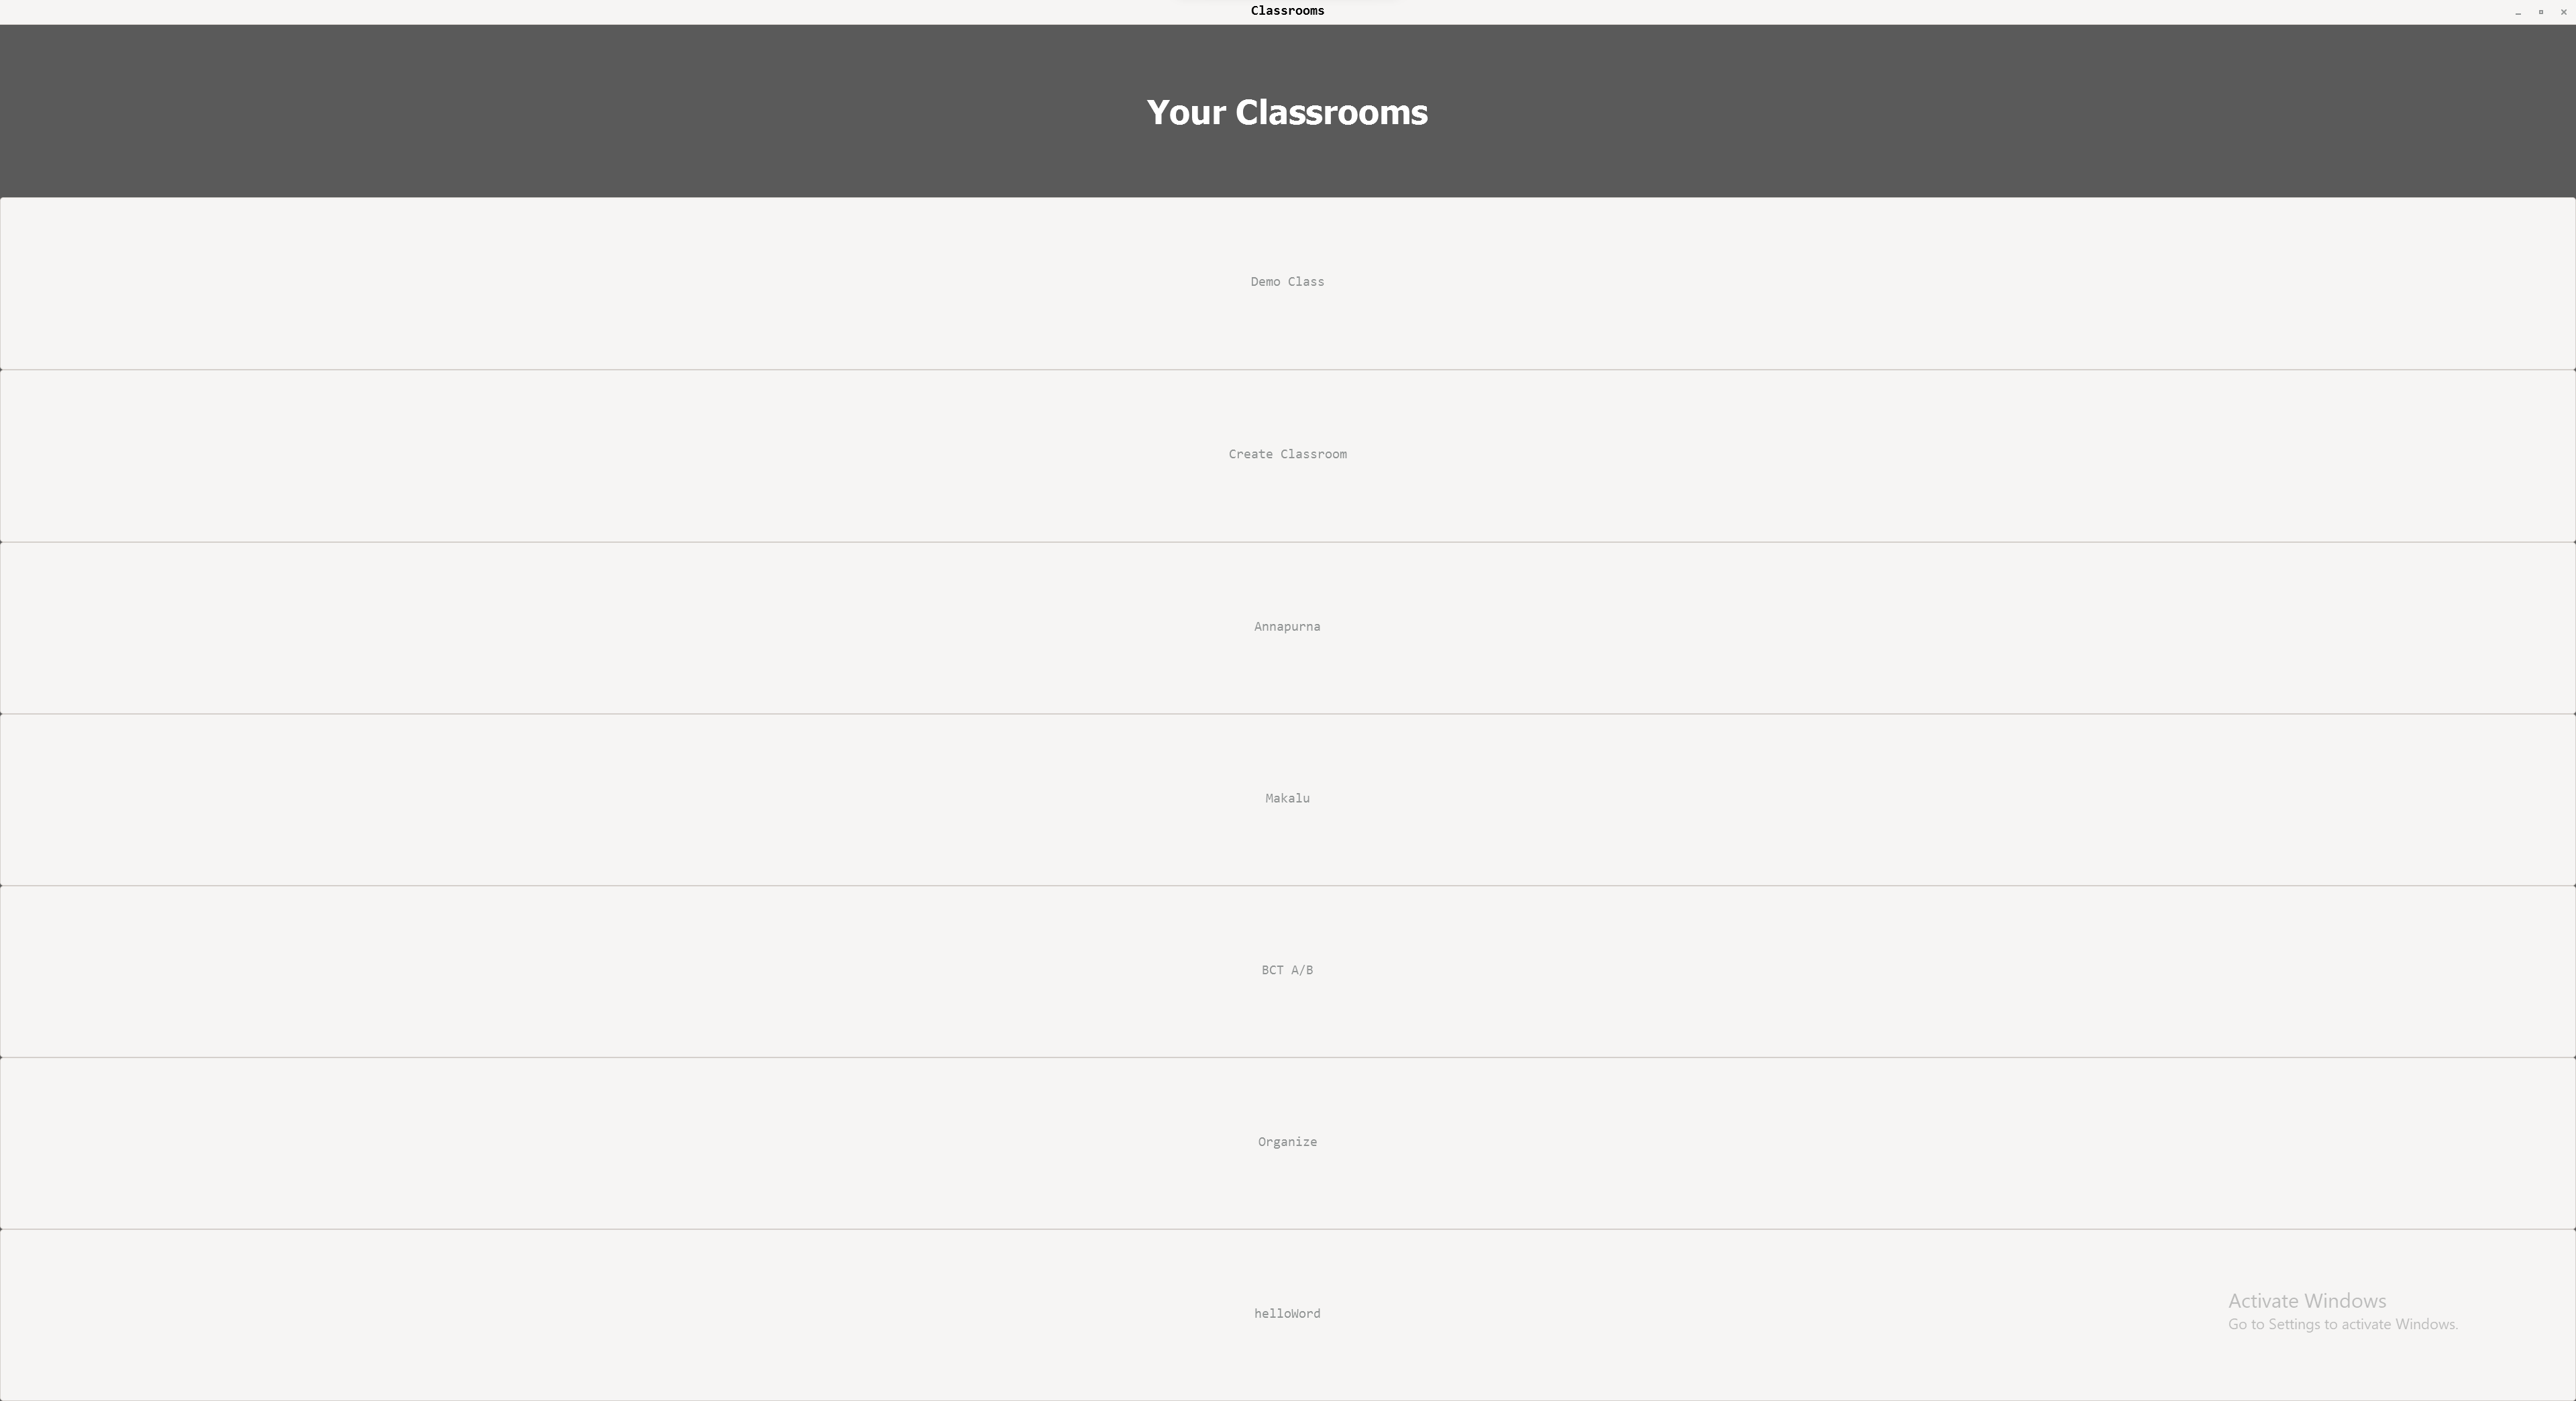 Classrooms
Your Classrooms
Demo Class
Create Classroom
Annapurna
Makalu
BCT A/B
Organize
helloWord
Activate Windows
Go to Settings to activate Windows.